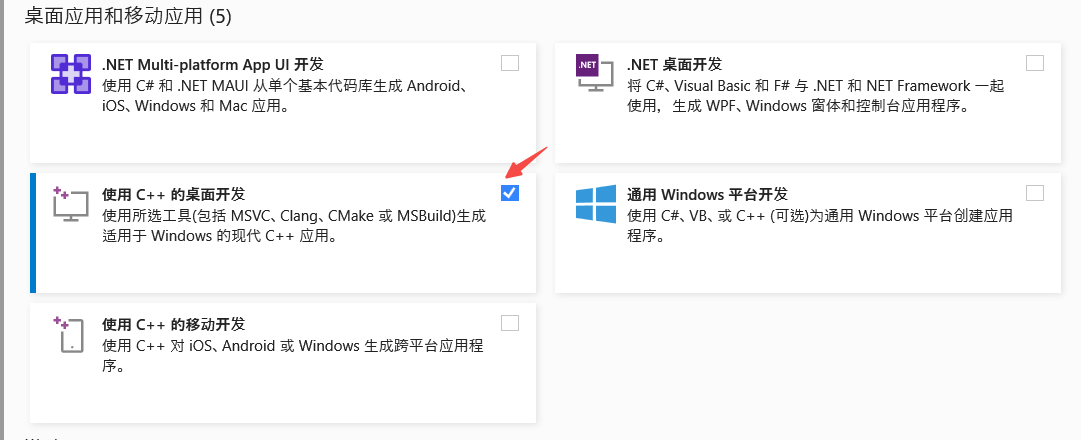 桌面应用和移动应用 (5)
.NET Multi-platform App UI 开发
使用 C# 和 .NET MAUI 从单个基本代码库生成 Android、
iOS、Windows 和 Mac 应用。
.NET
.NET 桌面开发
将 C#、Visual Basic 和 F# 与 .NET 和 NET Framework 一起
使用，生成 WPF、Windows 窗体和控制台应用程序。
使用 C++ 的桌面开发
使用所选工具(包括 MSVC、Clang、CMake 或 MSBuild)生成
适用于 Windows 的现代 C++ 应用。
通用 Windows 平台开发
使用 C#、VB、或 C++ (可选)为通用 Windows 平台创建应用
程序。
使用 C++ 的移动开发
使用 C++ 对 iOS、Android 或 Windows 生成跨平台应用程
序。